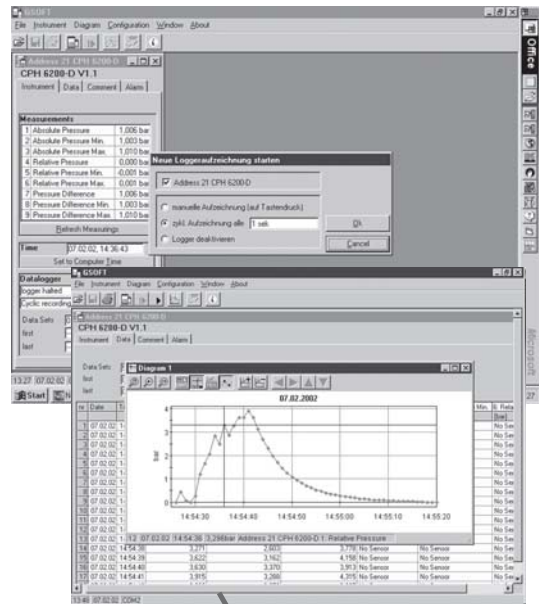 GSOFT
File Instrument Diagram Configuration Window About
Address 21 CPH 6200-D
CPH 6200-D V1.1
Instrument Data Comment Alarm
Measurements
1 Absolute Pressure 1,006 bar
2 Absolute Pressure Min. 1,003 bar
3 Absolute Pressure Max. 1,010 bar
4 Relative Pressure 0,000 bar
5 Relative Pressure Min. -0,001 bar
6 Relative Pressure Max. 0,001 bar
7 Pressure Difference 1,006 bar
8 Pressure Difference Min. 1,003 bar
9 Pressure Difference Max. 1,010 bar
Refresh Measurings
Time 07.02.02, 14:36:43
Set to Computer Time
Datalogger
logger halted
Cyclic recording
Data Sets
first
last
13:27 07.02.02
Start
Neue Loggeraufzeichnung starten
Address 21 CPH 6200-D
manuelle Aufzeichnung (auf Tastendruck)
zykl. Aufzeichnung alle 1 sek.
Logger deaktivieren
Ok
Cancel
Office
Microsoft
27
GSOFT
File Instrument Diagram Configuration Window About
Address 21 CPH 6200-D
CPH 6200-D V1.1
Instrument Data Comment Alarm
Data Sets
first
last
nr Date
Min. 6: Rela
[bar]
Diagram 1
07.02.2002
bar
4
3
2
1
0
14:54:30 14:54:40 14:54:50 14:55:00 14:55:10 14:55:20
12 07.02.02 14:54:36 3,298bar Address 21 CPH 6200-D 1: Relative Pressure
14 07.02.02 14:54:38 3,271 2,603 3,778 No Sensor No Sensor No Sen
15 07.02.02 14:54:39 3,622 3,162 4,158 No Sensor No Sensor No Sen
16 07.02.02 14:54:40 3,630 3,370 3,913 No Sensor No Sensor No Sen
17 07.02.02 14:54:41 3,915 3,288 4,315 No Sensor No Sensor No Sen
13:40 07.02.02 COM2